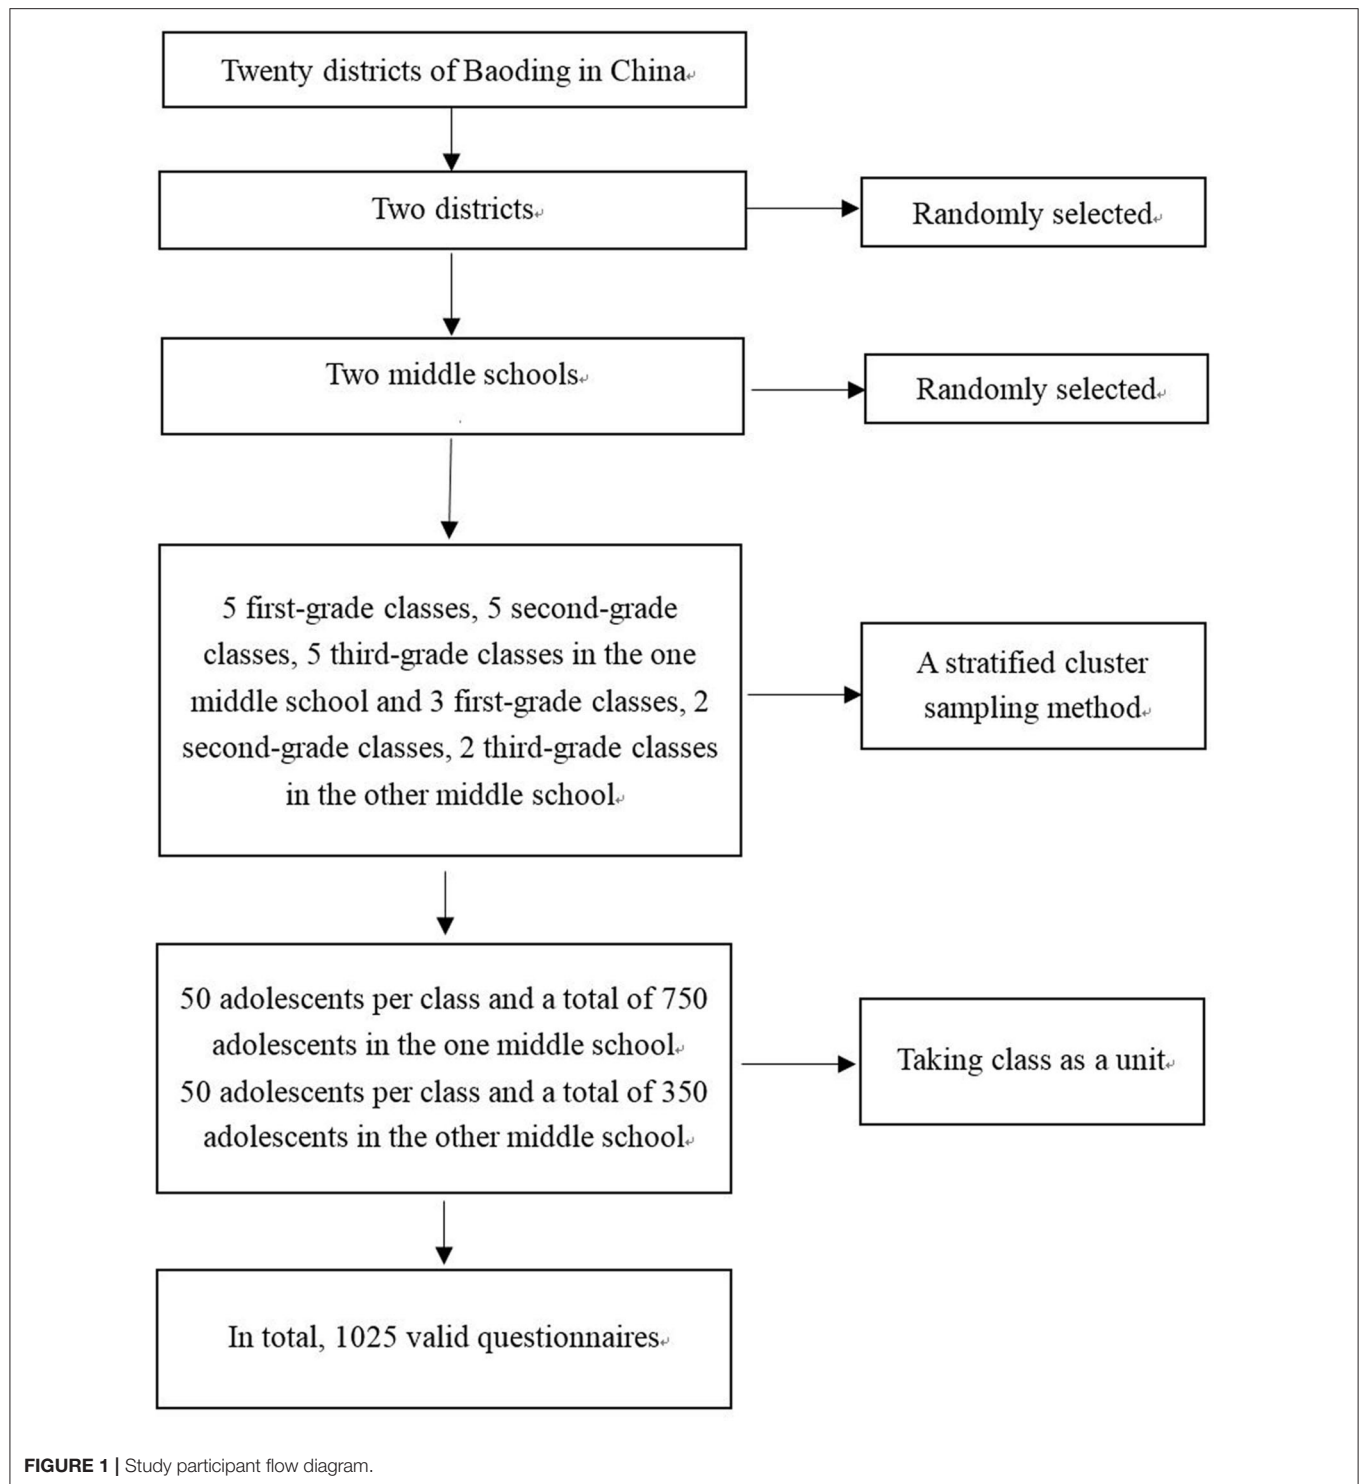 Twenty districts of Baoding in China↵
Two districts↵
Randomly selected↵
Two middle schools↵
Randomly selected↵
5 first-grade classes, 5 second-grade
classes, 5 third-grade classes in the one
middle school and 3 first-grade classes, 2
second-grade classes, 2 third-grade classes
in the other middle school↵
A stratified cluster
sampling method↵
50 adolescents per class and a total of 750
adolescents in the one middle school↵
50 adolescents per class and a total of 350
adolescents in the other middle school↵
Taking class as a unit↵
In total, 1025 valid questionnaires↵
FIGURE 1 | Study participant flow diagram.